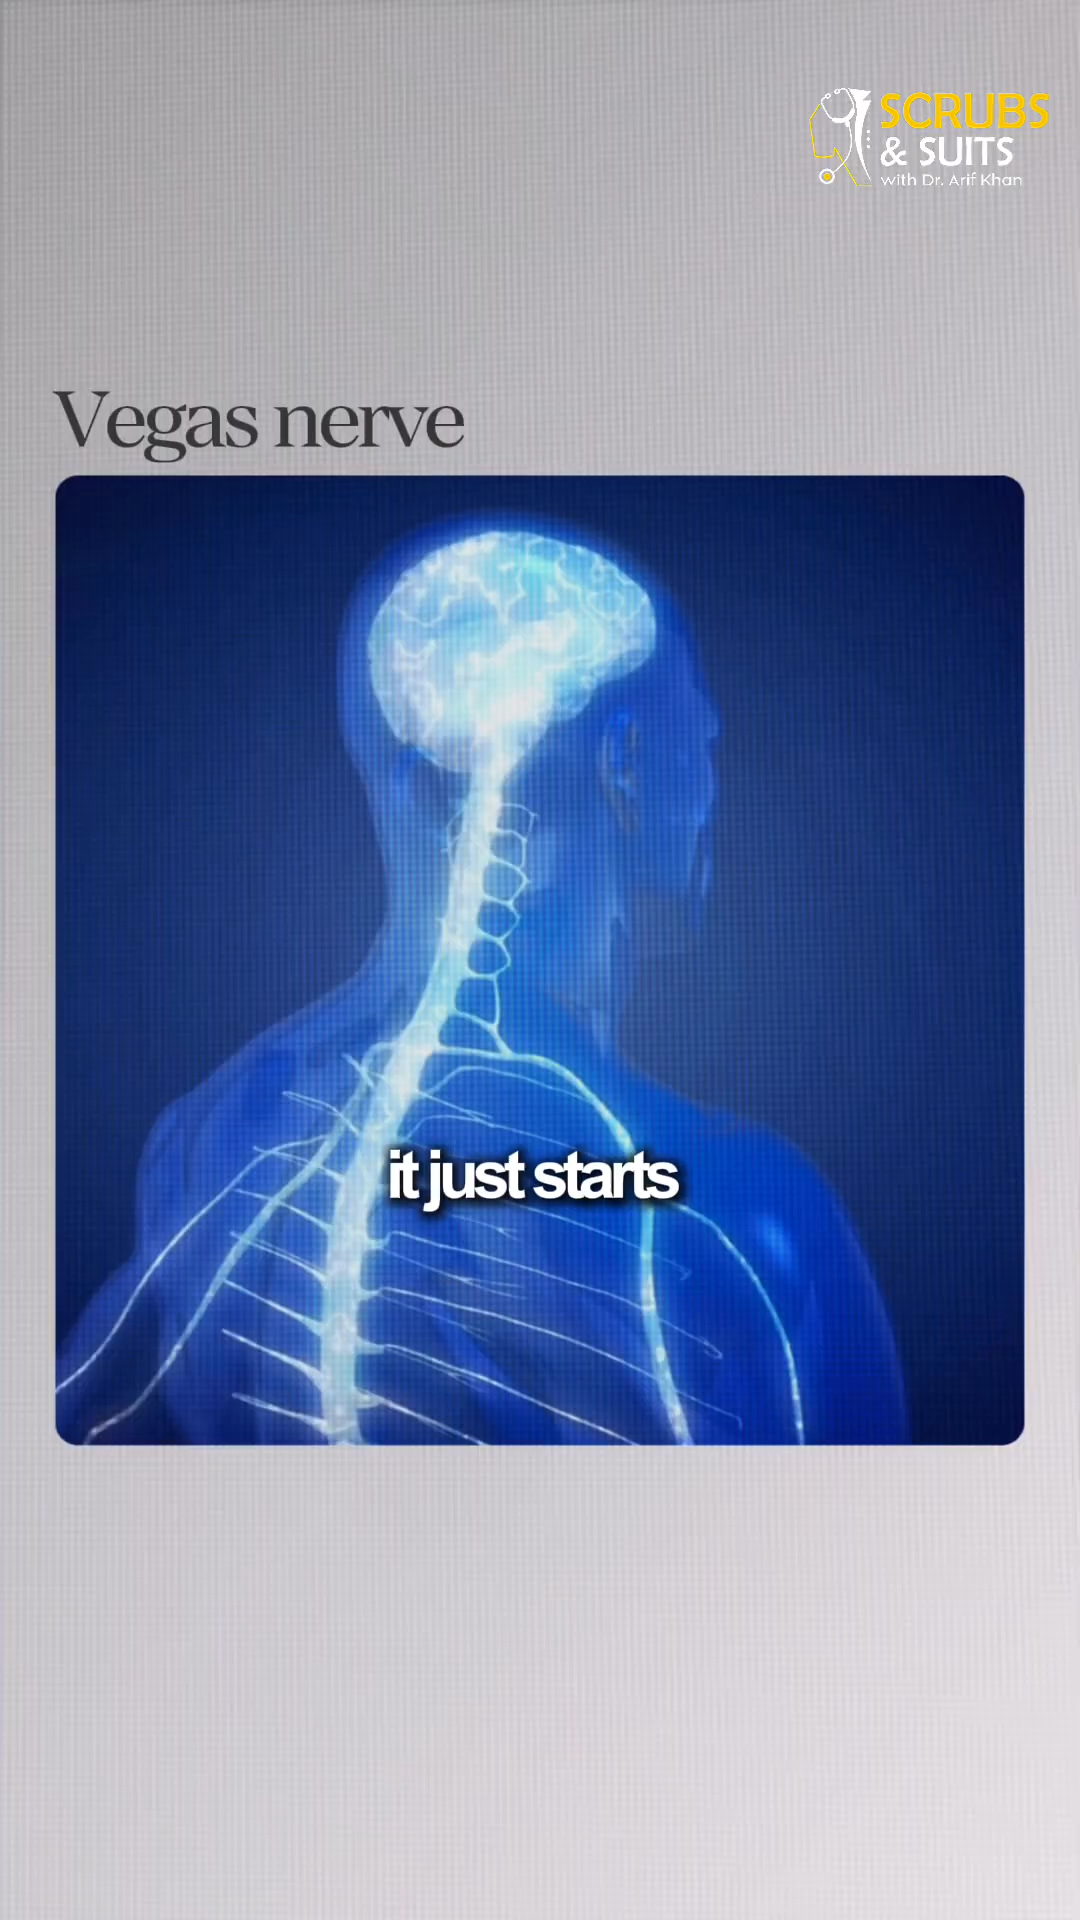 SCRUBS
& SUITS
with Dr. Arif Khan
Vegas nerve
it just starts